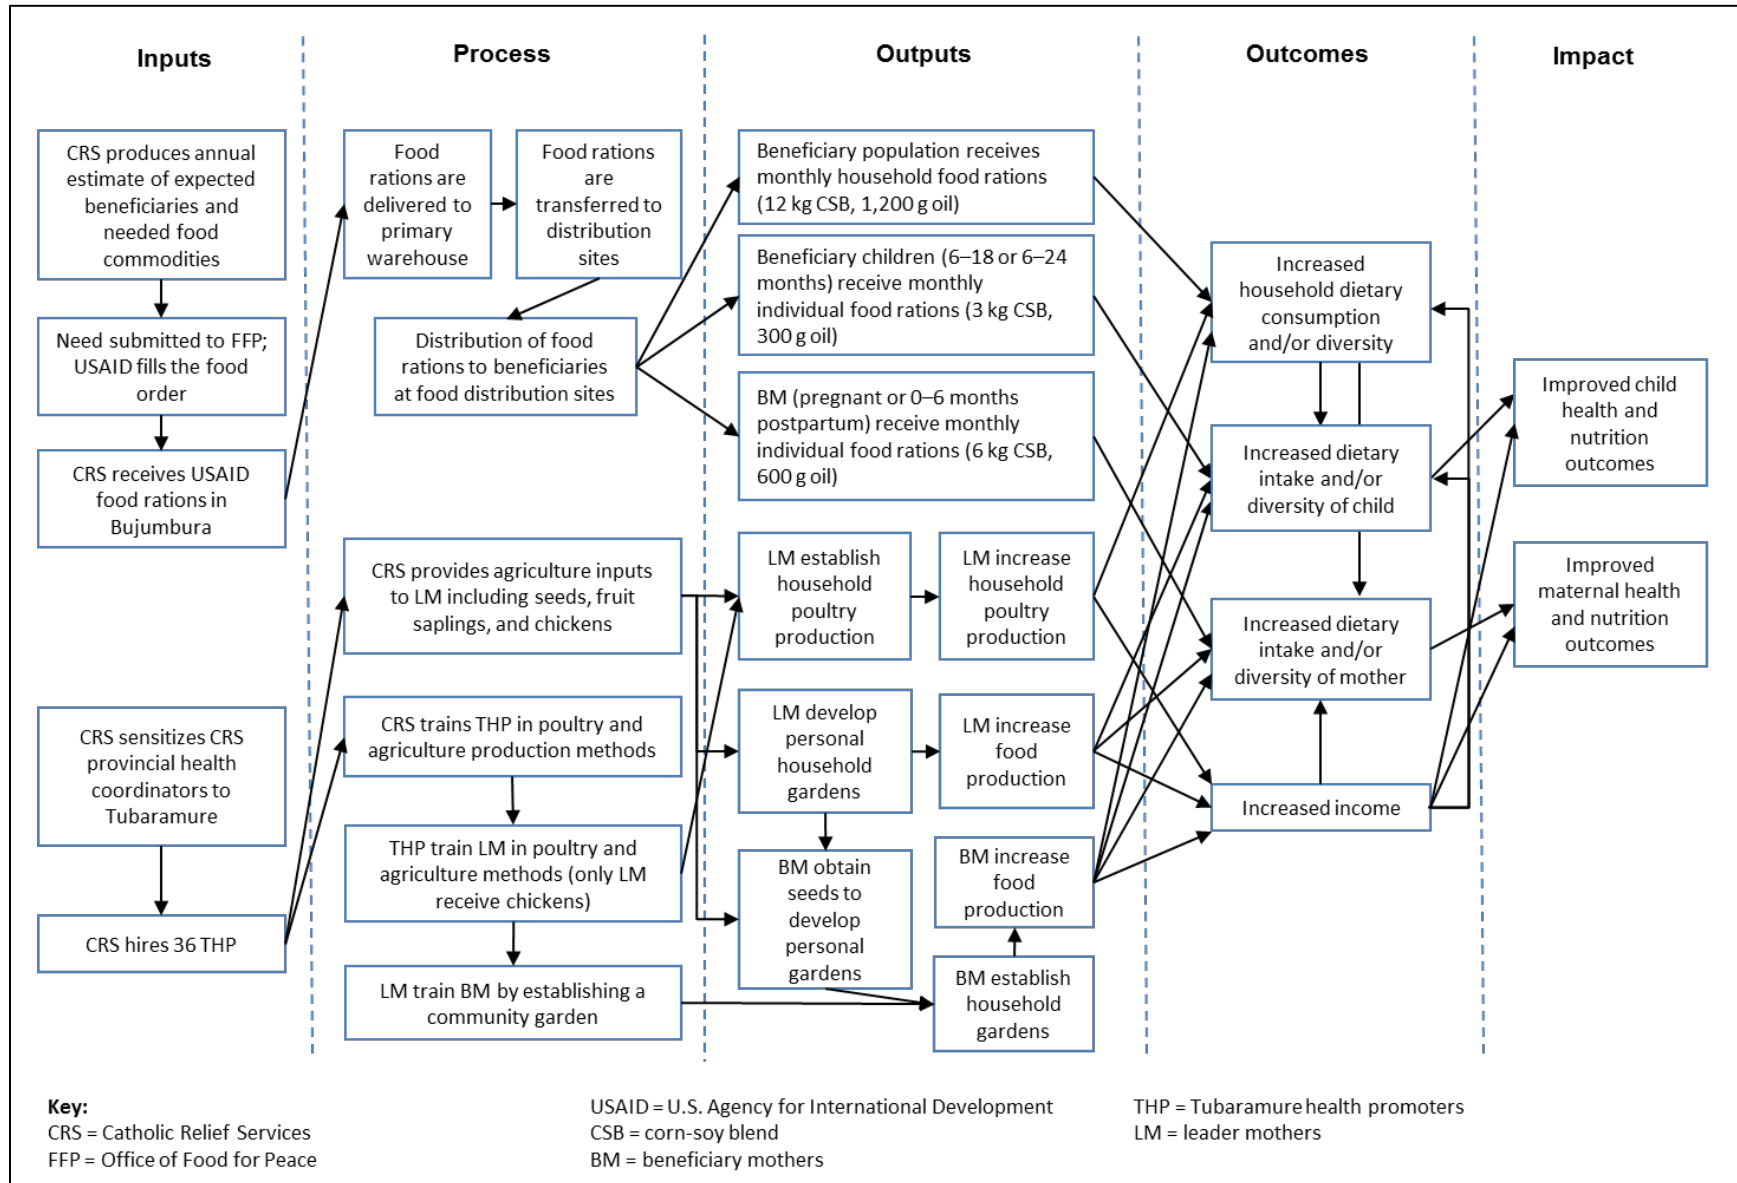 Inputs
Process
Outputs
Outcomes
Impact
CRS produces annual
estimate of expected
beneficiaries and
needed food
commodities
Need submitted to FFP;
USAID fills the food
order
CRS receives USAID
food rations in
Bujumbura
CRS sensitizes CRS
provincial health
coordinators to
Tubaramure
CRS hires 36 THP
Food
rations are
delivered to
primary
warehouse
Food rations
are
transferred to
distribution
sites
Distribution of food
rations to beneficiaries
at food distribution sites
CRS provides agriculture inputs
to LM including seeds, fruit
saplings, and chickens
CRS trains THP in poultry and
agriculture production methods
THP train LM in poultry and
agriculture methods (only LM
receive chickens)
LM train BM by establishing a
community garden
Beneficiary population receives
monthly household food rations
(12 kg CSB, 1,200 g oil)
Beneficiary children (6–18 or 6–24
months) receive monthly
individual food rations (3 kg CSB,
300 g oil)
BM (pregnant or 0–6 months
postpartum) receive monthly
individual food rations (6 kg CSB,
600 g oil)
LM establish
household
poultry
production
LM increase
household
poultry
production
LM develop
personal
household
gardens
LM increase
food
production
BM obtain
seeds to
develop
personal
gardens
BM increase
food
production
BM establish
household
gardens
Increased
household dietary
consumption
and/or diversity
Increased dietary
intake and/or
diversity of child
Increased dietary
intake and/or
diversity of mother
Increased income
Improved child
health and
nutrition
outcomes
Improved
maternal health
and nutrition
outcomes
Key:
CRS = Catholic Relief Services
FFP = Office of Food for Peace
USAID = U.S. Agency for International Development
CSB = corn-soy blend
BM = beneficiary mothers
THP = Tubaramure health promoters
LM = leader mothers